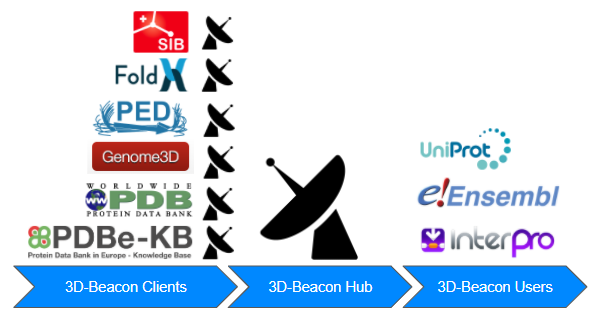 SIB
FoldX
PED
Genome3D
WORLDWIDE
wwPDB
PROTEIN DATA BANK
PDBe-KB
Protein Data Bank in Europe - Knowledge Base
UniProt
e!Ensembl
interpro
3D-Beacon Clients
3D-Beacon Hub
3D-Beacon Users